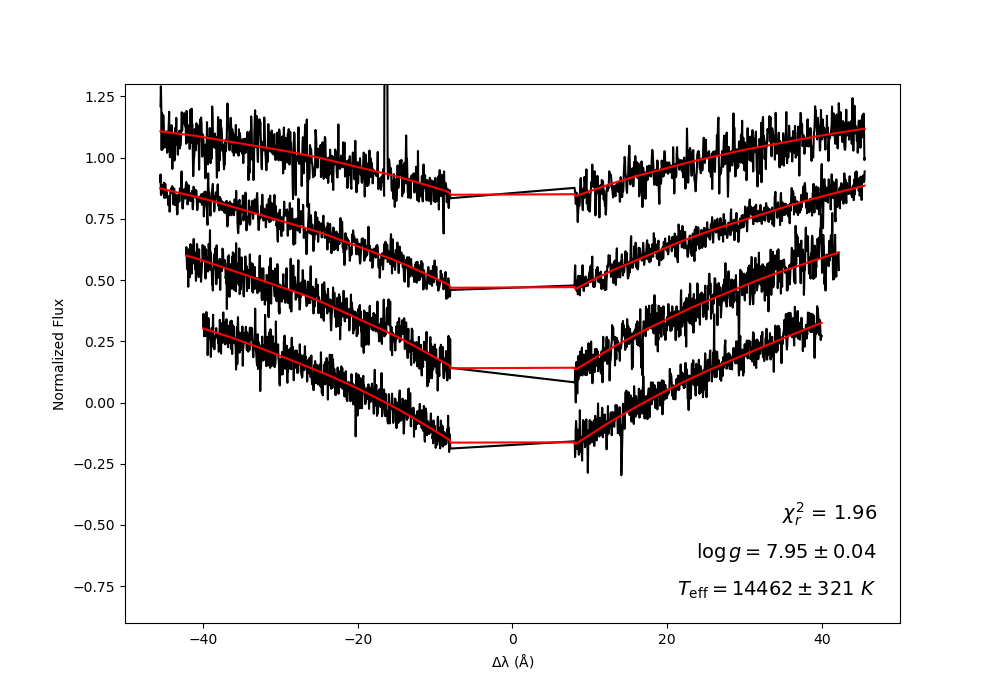 1.25
1.00
0.75
0.50
0.25
0.00
−0.25
−0.50
−0.75
Normalized Flux
χ²ᵣ = 1.96
log g = 7.95 ± 0.04
T_eff = 14462 ± 321 K
−40 −20 0 20 40
Δλ (Å)